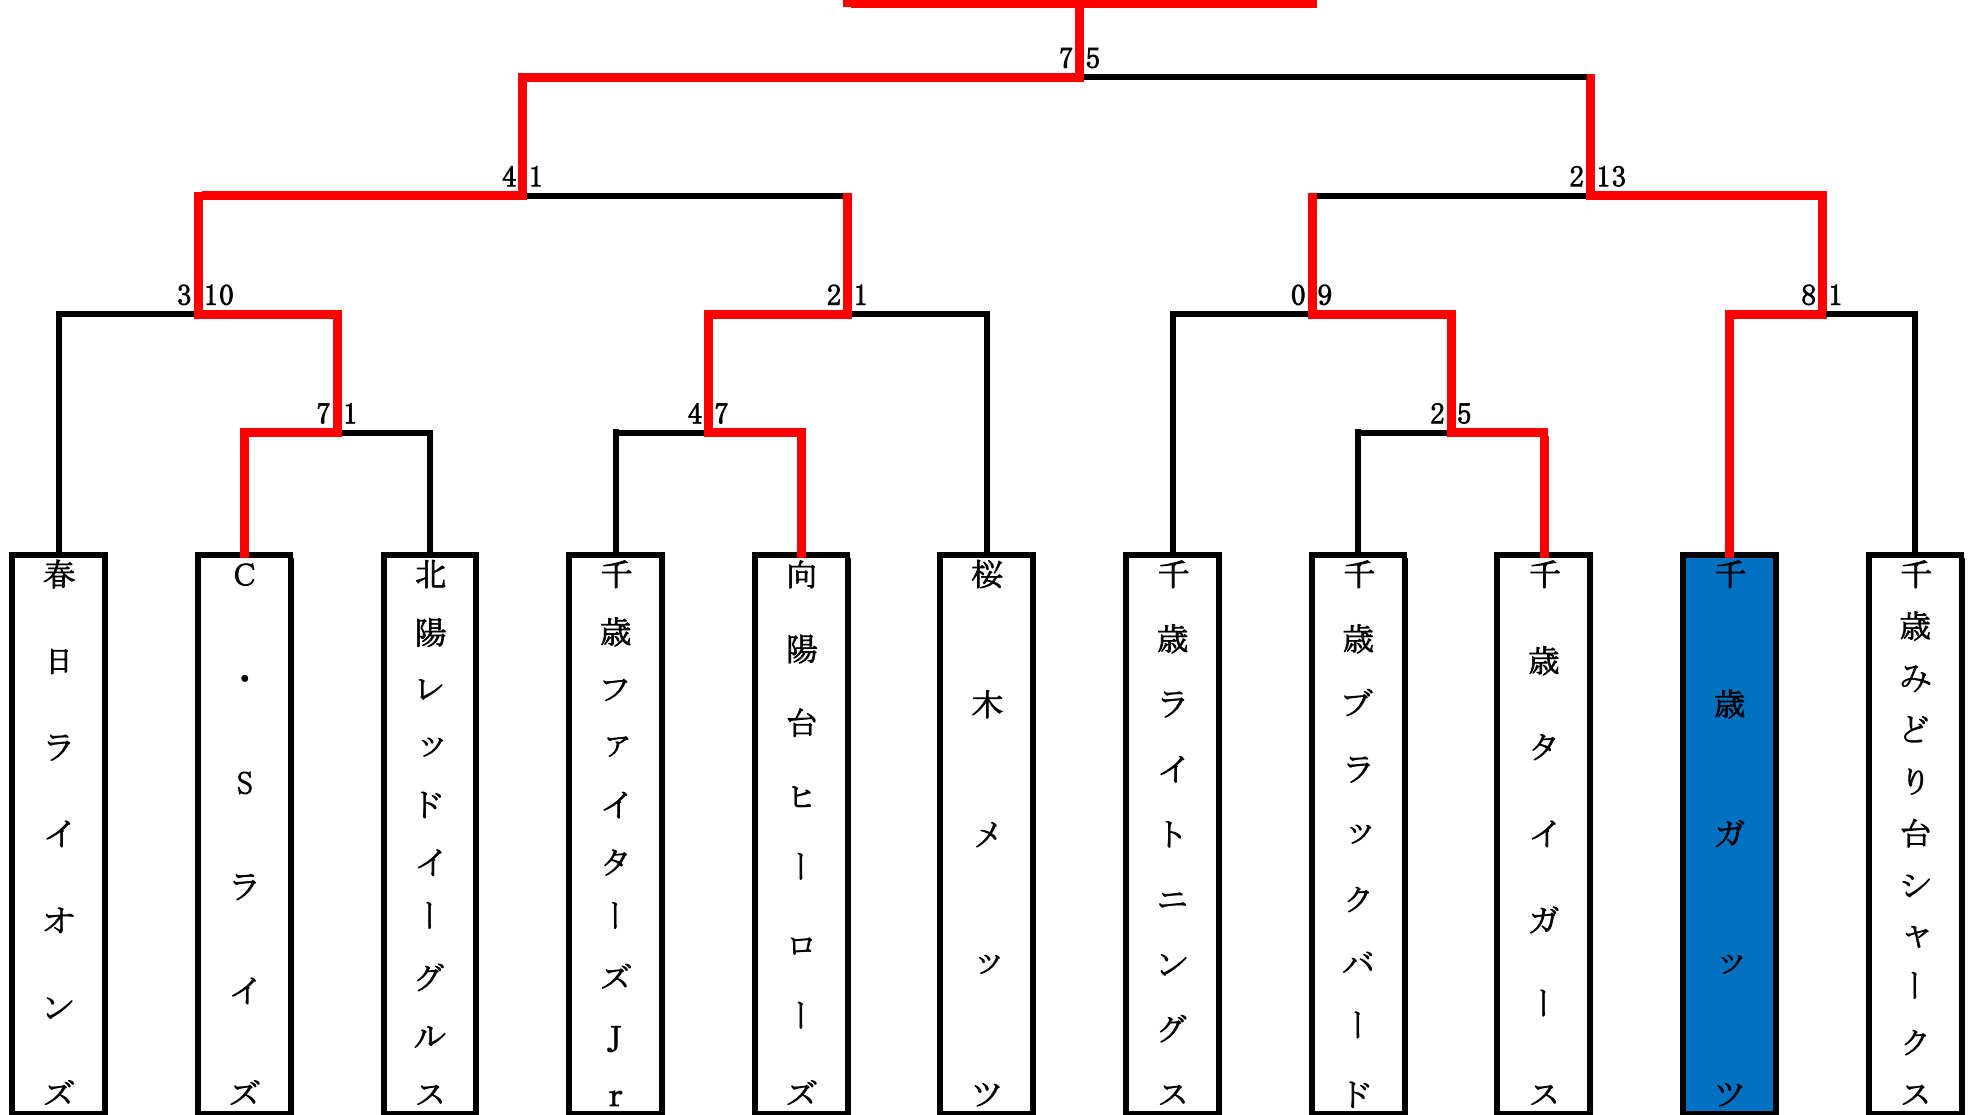 7 5
4 1
2 13
3 10
2 1
0 9
8 1
7 1
4 7
2 5
春日ライオンズ
C・Sライズ
北陽レッドイーグルス
千歳ファイターズJr
向陽台ヒーローズ
桜木メッツ
千歳ライトニングス
千歳ブラックバード
千歳タイガース
千歳ガッツ
千歳みどり台シャークス